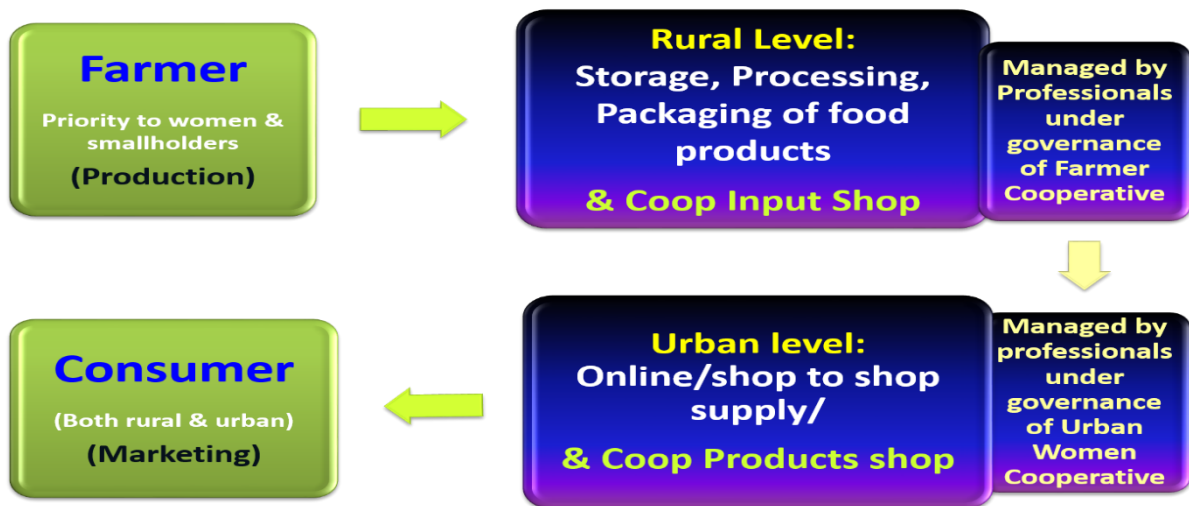 Farmer
Priority to women &
smallholders
(Production)
Rural Level:
Storage, Processing,
Packaging of food
products
& Coop Input Shop
Managed by
Professionals
under
governance
of Farmer
Cooperative
Urban level:
Online/shop to shop
supply/
& Coop Products shop
Managed by
professionals
under
governance
of Urban
Women
Cooperative
Consumer
(Both rural & urban)
(Marketing)